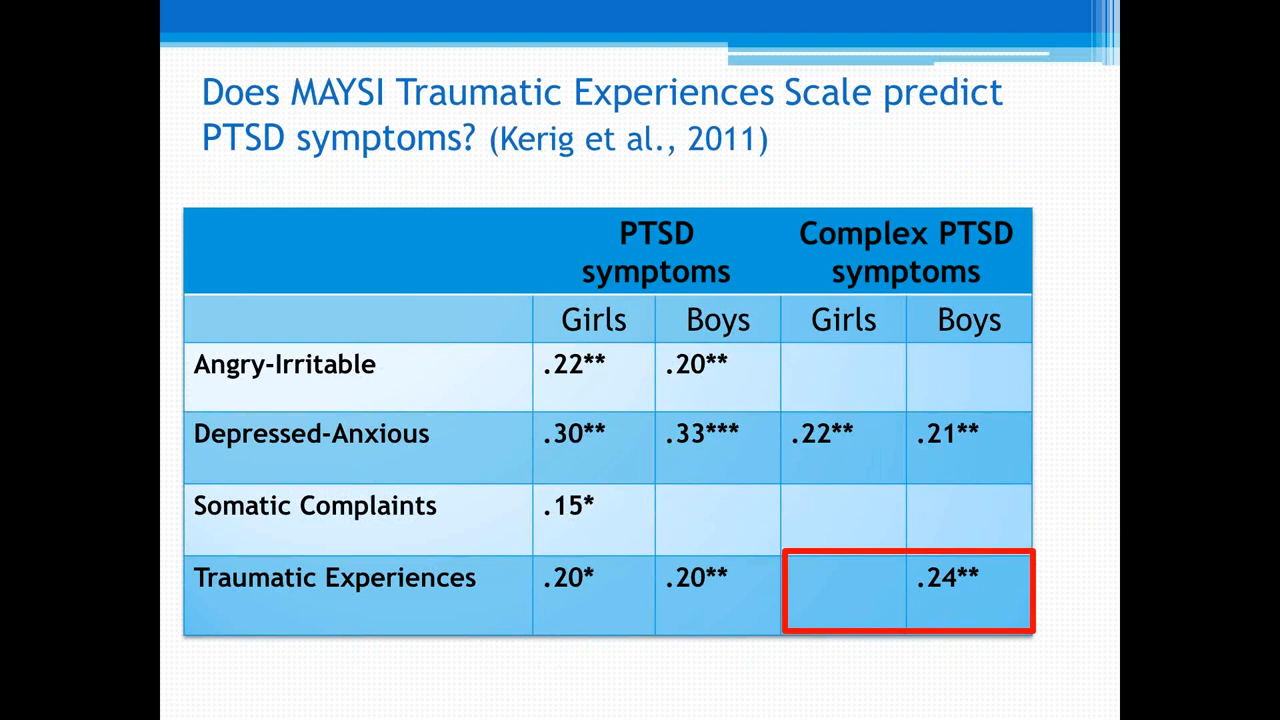 Does MAYSI Traumatic Experiences Scale predict
PTSD symptoms? (Kerig et al., 2011)
PTSD symptoms Complex PTSD symptoms
Girls Boys Girls Boys
Angry-Irritable .22** .20**
Depressed-Anxious .30** .33*** .22** .21**
Somatic Complaints .15*
Traumatic Experiences .20* .20** .24**